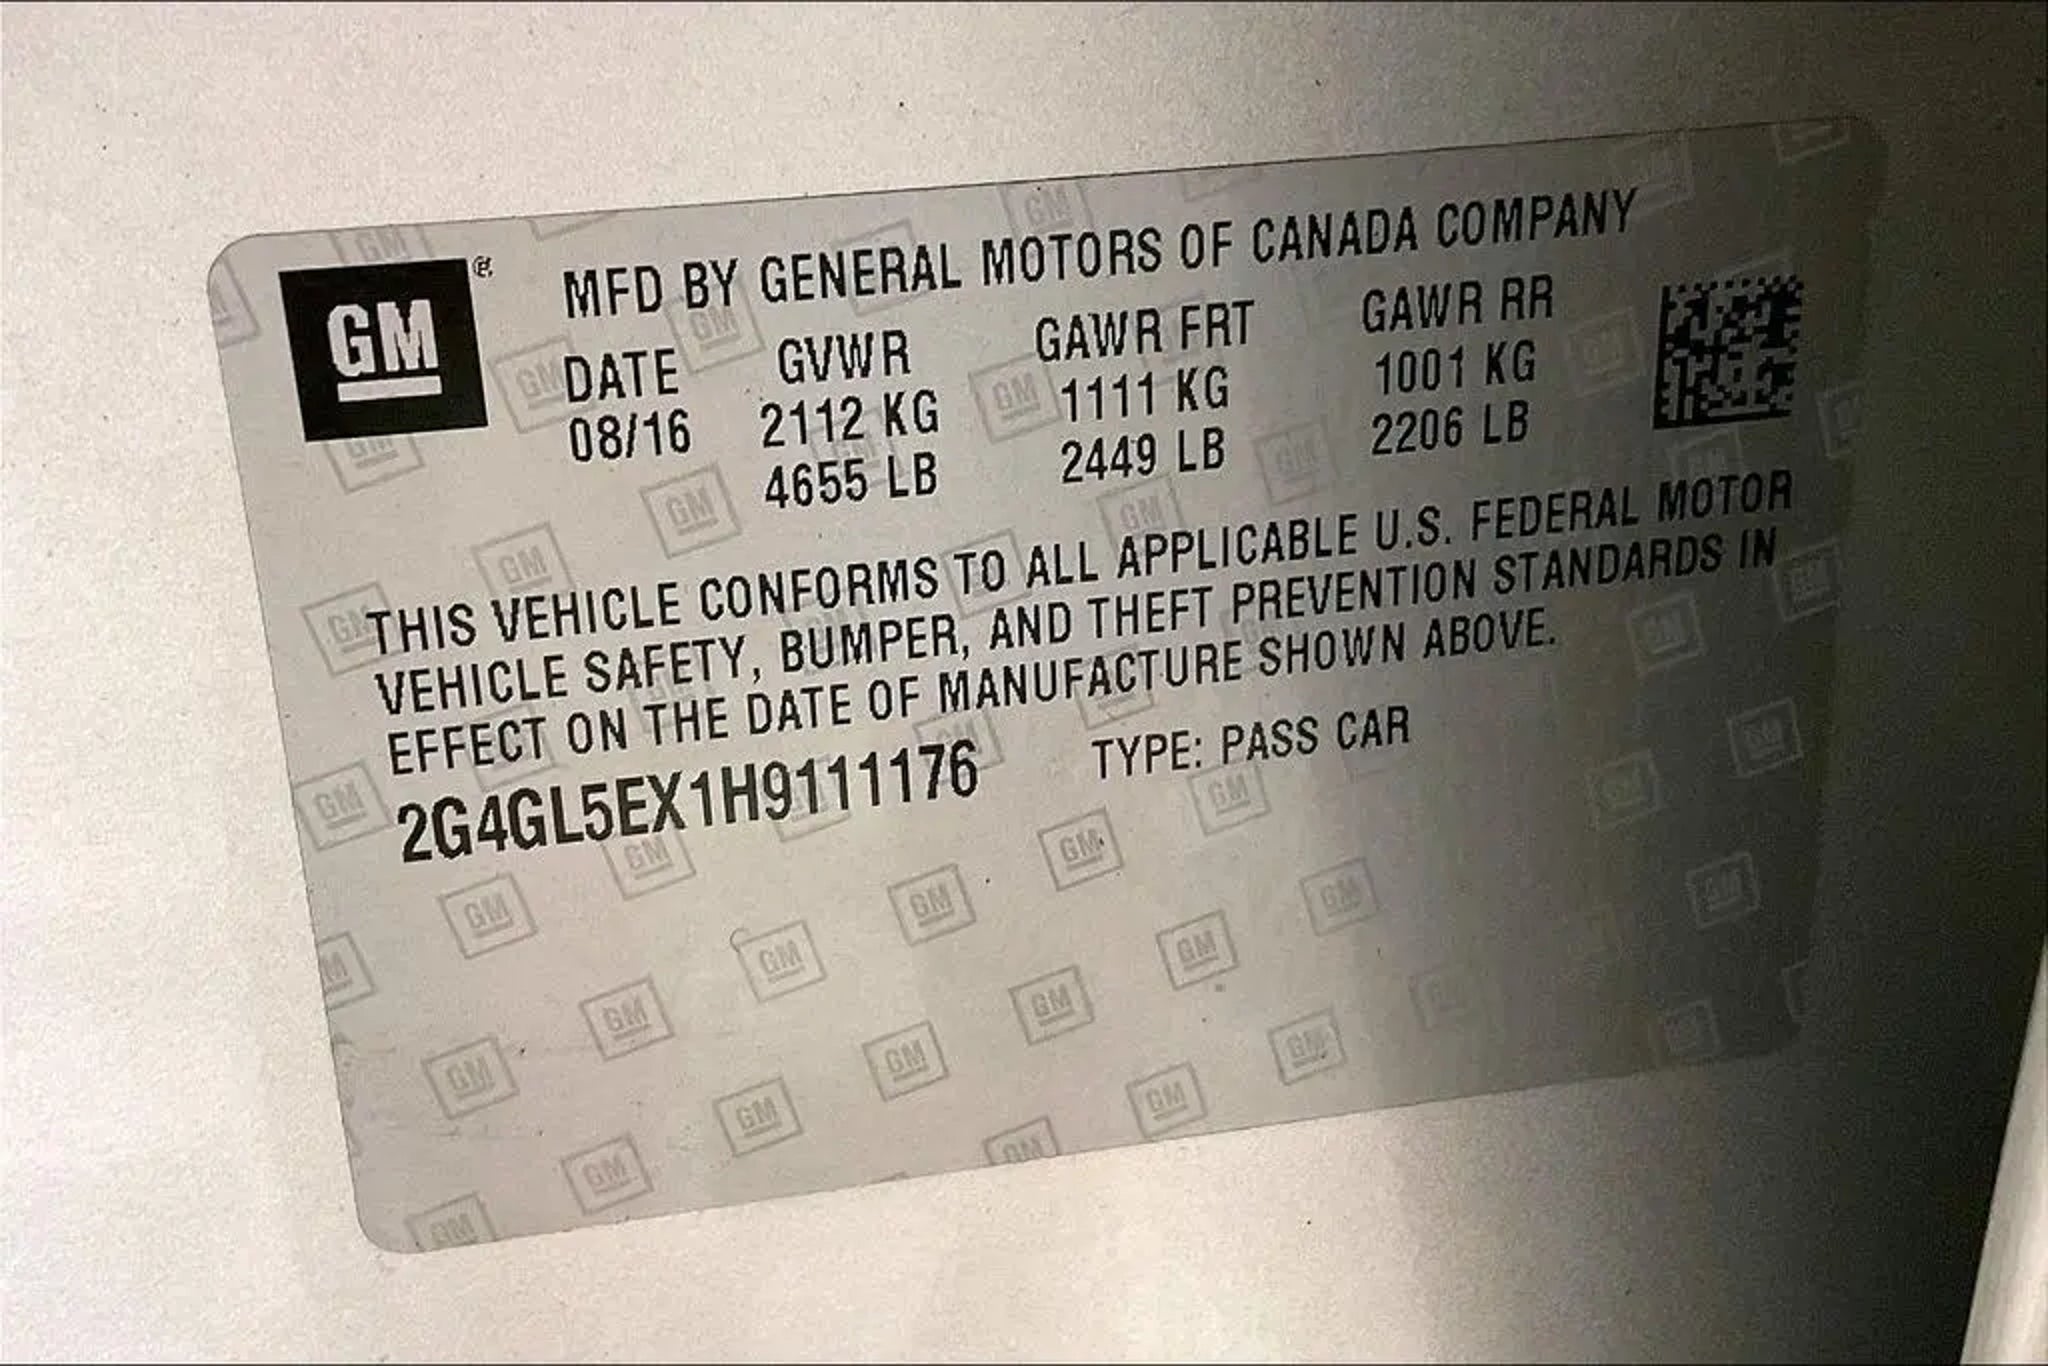 GM ®
MFD BY GENERAL MOTORS OF CANADA COMPANY
DATE GVWR GAWR FRT GAWR RR
08/16 2112 KG 1111 KG 1001 KG
4655 LB 2449 LB 2206 LB
THIS VEHICLE CONFORMS TO ALL APPLICABLE U.S. FEDERAL MOTOR
VEHICLE SAFETY, BUMPER, AND THEFT PREVENTION STANDARDS IN
EFFECT ON THE DATE OF MANUFACTURE SHOWN ABOVE.
2G4GL5EX1H9111176 TYPE: PASS CAR